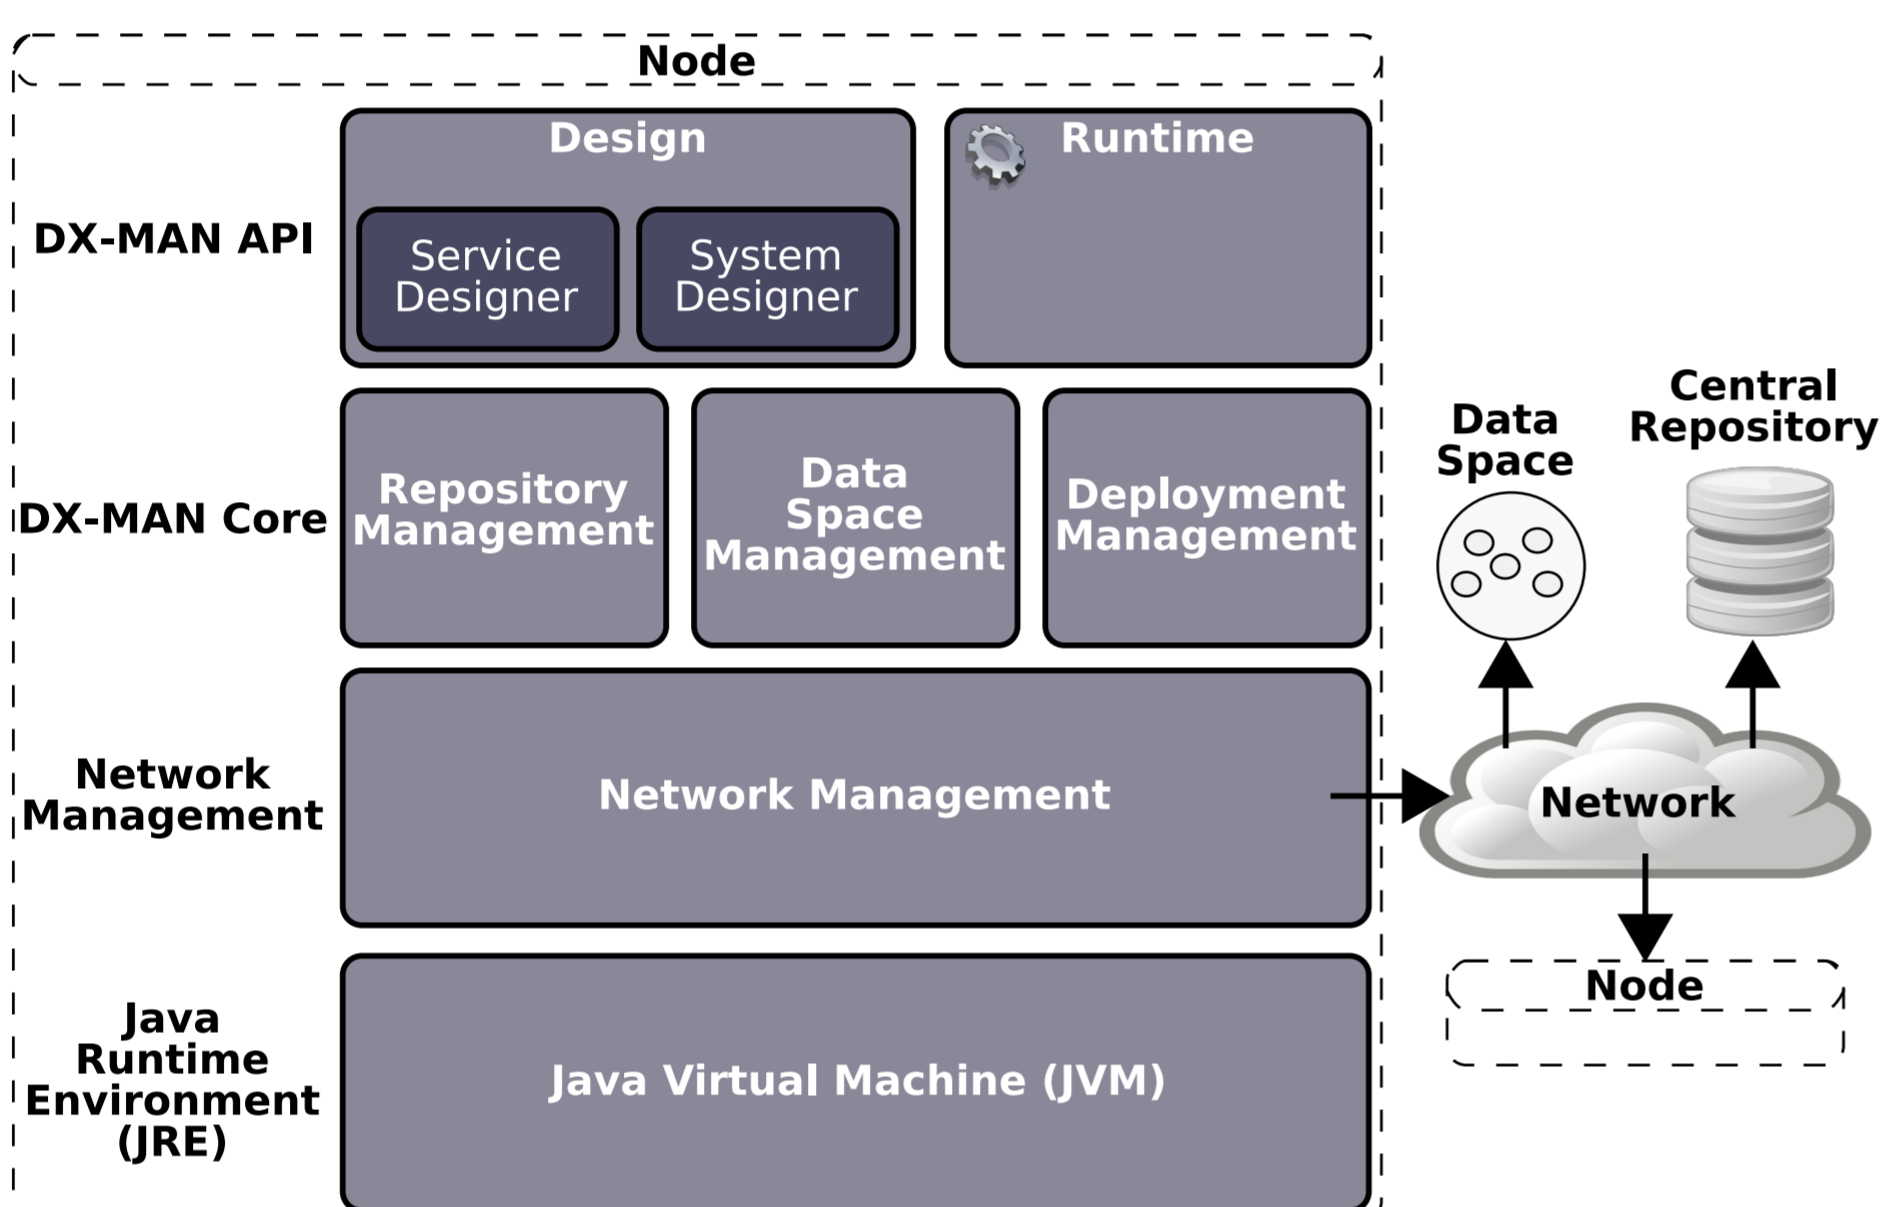 Node
Design
Runtime
DX-MAN API
Service
Designer
System
Designer
DX-MAN Core
Repository
Management
Data
Space
Management
Deployment
Management
Data
Space
Central
Repository
Network
Management
Network Management
Network
Node
Java
Runtime
Environment
(JRE)
Java Virtual Machine (JVM)